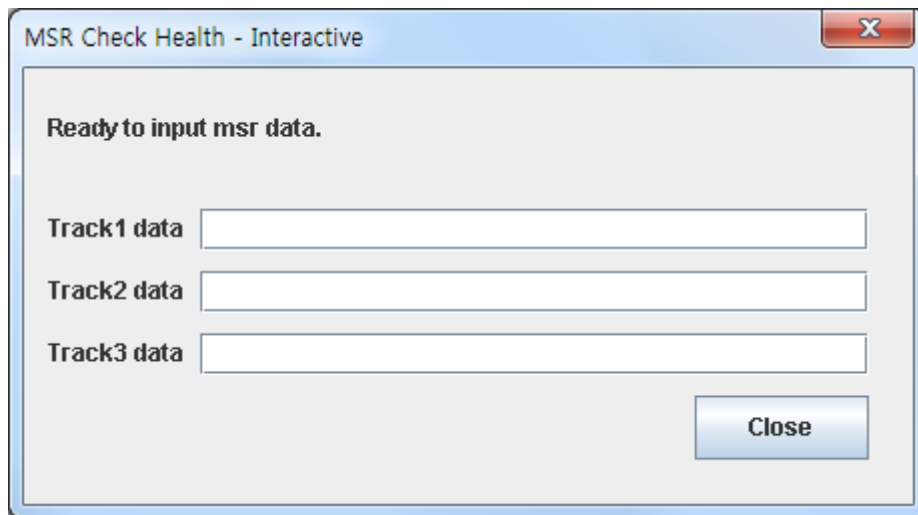 MSR Check Health - Interactive
Ready to input msr data.
Track1 data
Track2 data
Track3 data
Close